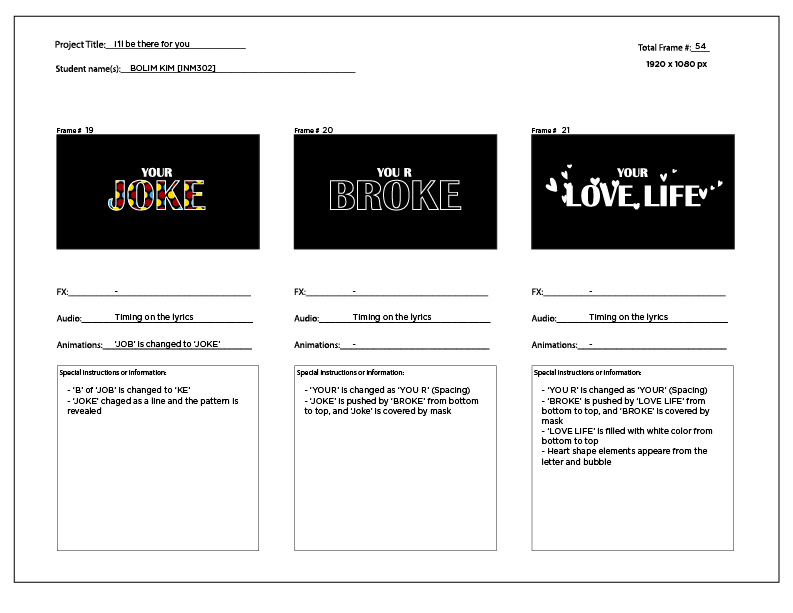 Project Title: I'll be there for you
Total Frame #: 54
Student name(s): BOLIM KIM [INM302]
1920 x 1080 px
Frame # 19
YOUR
JOKE
FX: -
Audio: Timing on the lyrics
Animations: 'JOB' is changed to 'JOKE'
Special Instructions or Information:
- 'B' of 'JOB' is changed to 'KE'
- 'JOKE' chaged as a line and the pattern is
revealed
Frame # 20
YOU R
BROKE
FX: -
Audio: Timing on the lyrics
Animations: -
Special Instructions or Information:
- 'YOUR' is changed as 'YOU R' (Spacing)
- 'JOKE' is pushed by 'BROKE' from bottom
to top, and 'Joke' is covered by mask
Frame # 21
YOUR
LOVE LIFE
FX: -
Audio: Timing on the lyrics
Animations: -
Special Instructions or Information:
- 'YOU R' is changed as 'YOUR' (Spacing)
- 'BROKE' is pushed by 'LOVE LIFE' from
bottom to top, and 'BROKE' is covered by
mask
- 'LOVE LIFE' is filled with white color from
bottom to top
- Heart shape elements appeare from the
letter and bubble